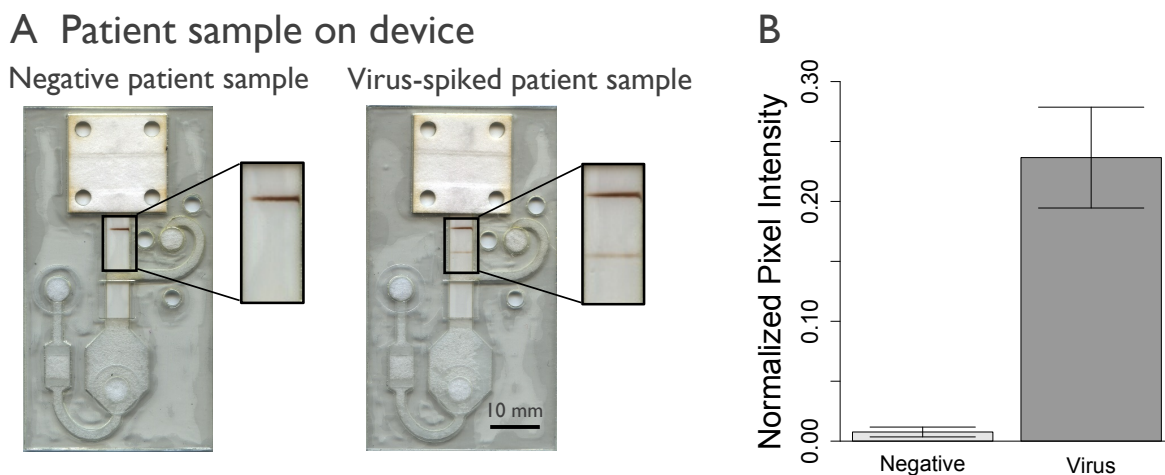 A Patient sample on device
Negative patient sample
Virus-spiked patient sample
10 mm
B
Normalized Pixel Intensity
0.30
0.20
0.10
0.00
Negative
Virus